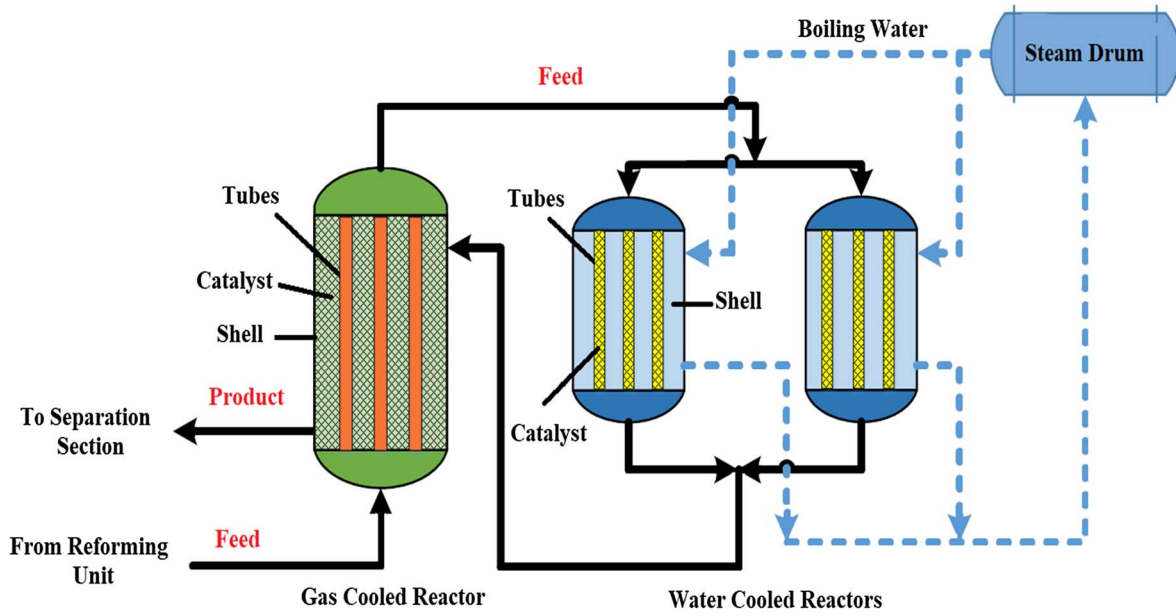 Boiling Water
Steam Drum
Feed
Tubes
Catalyst
Shell
Product
To Separation
Section
From Reforming
Unit
Feed
Gas Cooled Reactor
Tubes
Shell
Catalyst
Water Cooled Reactors